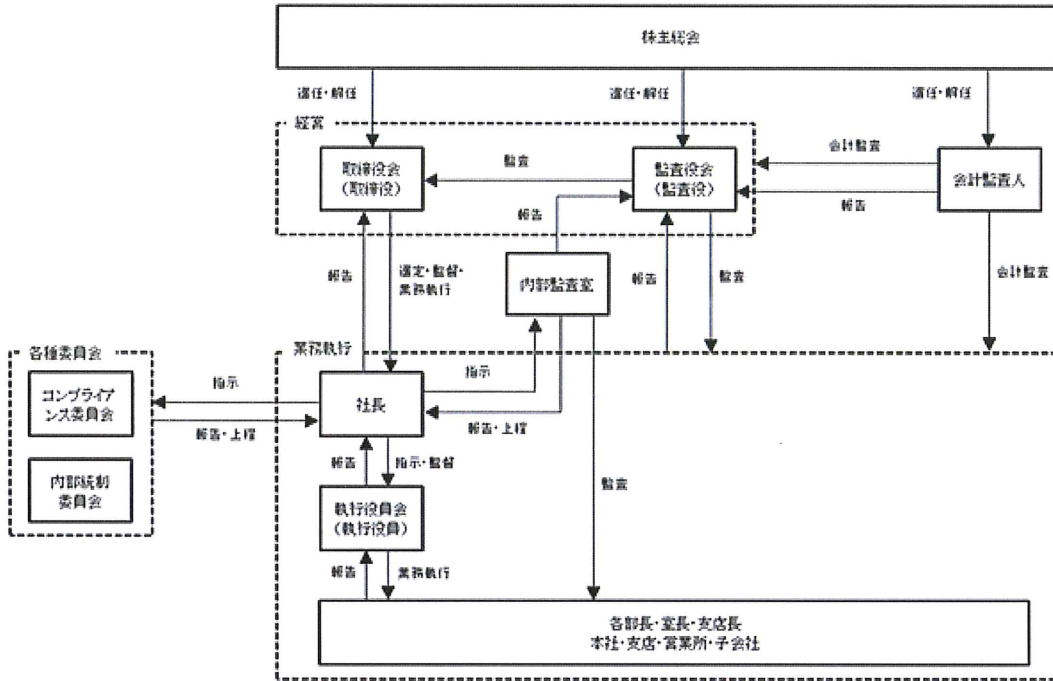 株主総会
選任・解任
選任・解任
選任・解任
経営
取締役会
（取締役）
監査
監査役会
（監査役）
会計監査
報告
会計監査人
報告
報告
選定・監督・
業務執行
内部監査室
報告
監査
会計監査
各種委員会
業務執行
コンプライア
ンス委員会
指示
報告・上程
社長
指示
報告・上程
内部統制
委員会
報告
指示・監督
監査
執行役員会
（執行役員）
報告
業務執行
各部長・室長・支店長・
本社・支店・営業所・子会社